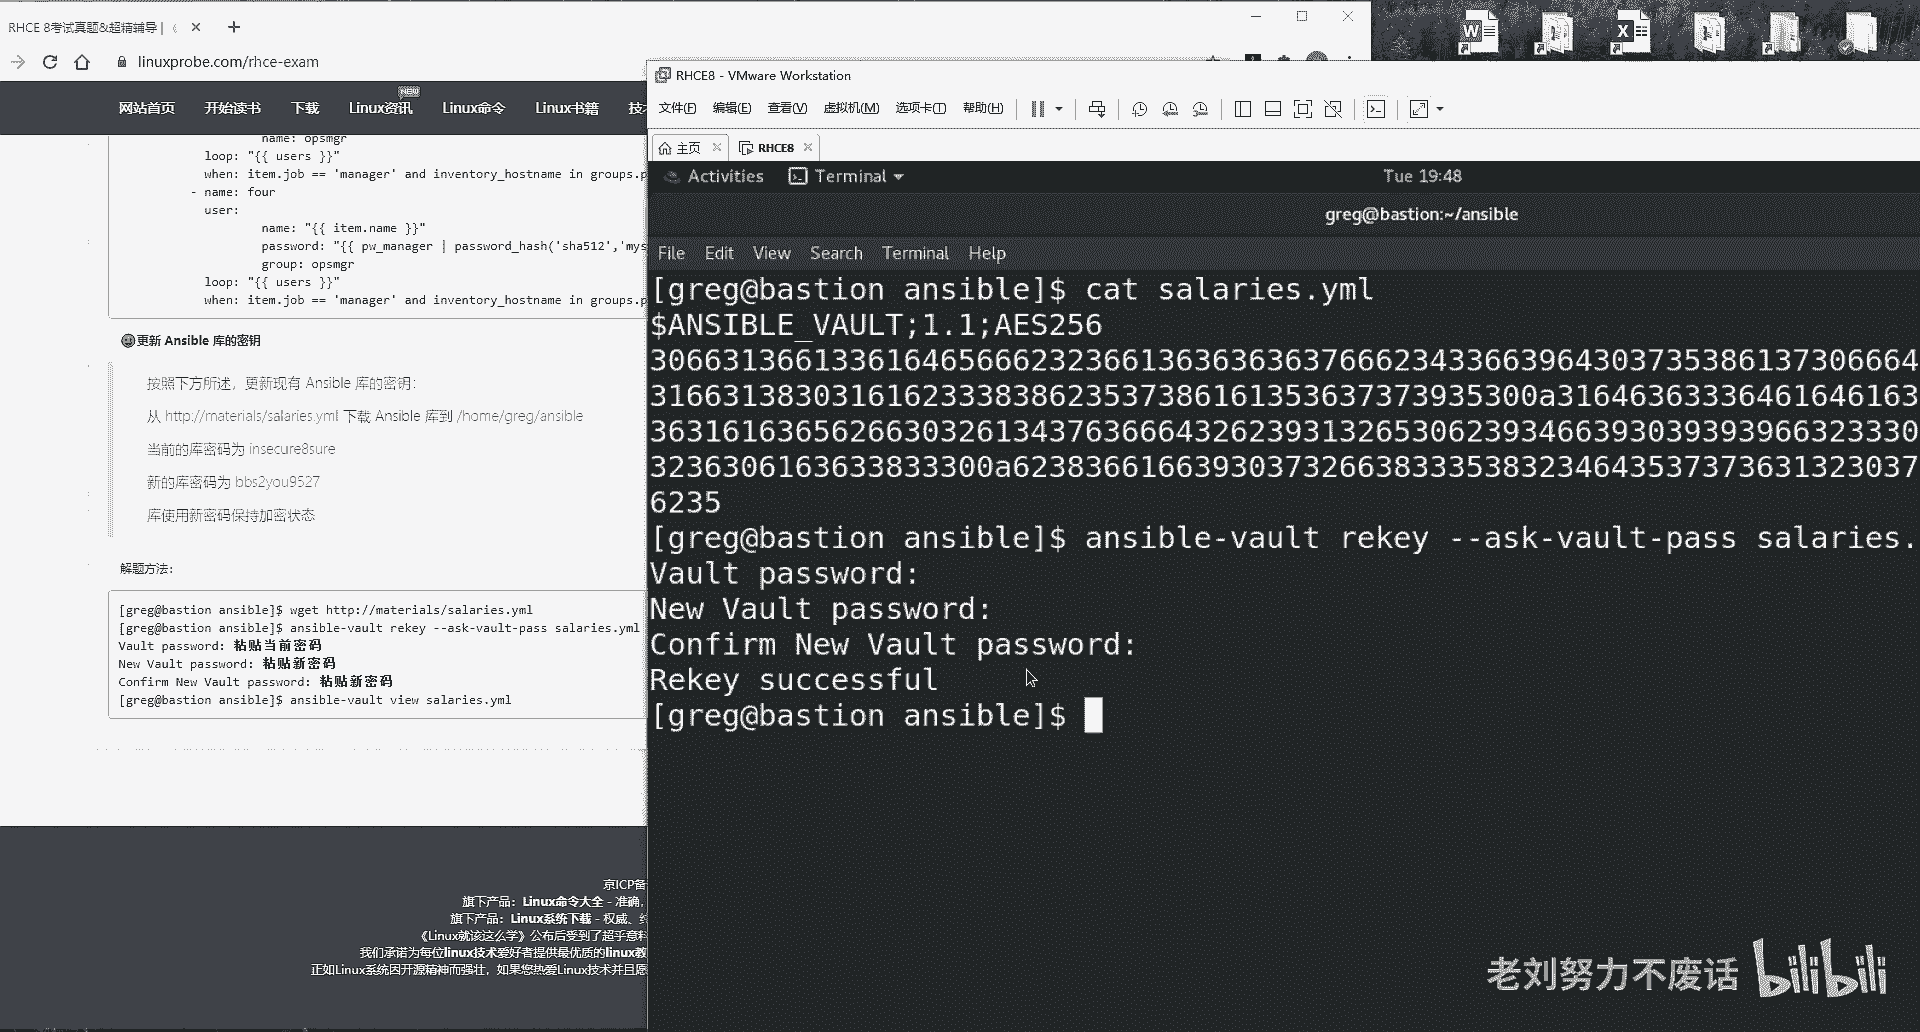 RHCE 8考试真题&超精辅导 |
linuxprobe.com/rhce-exam
网站首页
开始读书
下载
Linux资讯
NEW
Linux命令
Linux书籍
name: opsmgr
loop: "{{ users }}"
when: item.job == 'manager' and inventory_hostname in groups.p
- name: four
user:
name: "{{ item.name }}"
password: "{{ pw_manager | password_hash('sha512','mys
group: opsmgr
loop: "{{ users }}"
when: item.job == 'manager' and inventory_hostname in groups.p
更新 Ansible 库的密钥
按照下方所述，更新现有 Ansible 库的密钥：
从 http://materials/salaries.yml 下载 Ansible 库到 /home/greg/ansible
当前的库密码为 insecure8sure
新的库密码为 bbs2you9527
库使用新密码保持加密状态
解题方法：
[greg@bastion ansible]$ wget http://materials/salaries.yml
[greg@bastion ansible]$ ansible-vault rekey --ask-vault-pass salaries.yml
Vault password: 粘贴当前密码
New Vault password: 粘贴新密码
Confirm New Vault password: 粘贴新密码
[greg@bastion ansible]$ ansible-vault view salaries.yml
京ICP备
旗下产品：Linux命令大全 - 准确，
旗下产品：Linux系统下载 - 权威、
《Linux就该这么学》公布后受到了超乎意料
我们承诺为每位linux技术爱好者提供最优质的linux教
正如Linux系统因开源精神而强壮，如果您热爱Linux技术并且愿
RHCE8 - VMware Workstation
文件(F) 编辑(E) 查看(V) 虚拟机(M) 选项卡(T) 帮助(H)
主页
RHCE8
Activities
Terminal
Tue 19:48
greg@bastion:~/ansible
File Edit View Search Terminal Help
[greg@bastion ansible]$ cat salaries.yml
$ANSIBLE_VAULT;1.1;AES256
6235
[greg@bastion ansible]$ ansible-vault rekey --ask-vault-pass salaries.
Vault password:
New Vault password:
Confirm New Vault password:
Rekey successful
[greg@bastion ansible]$
老刘努力不废话 bilibili